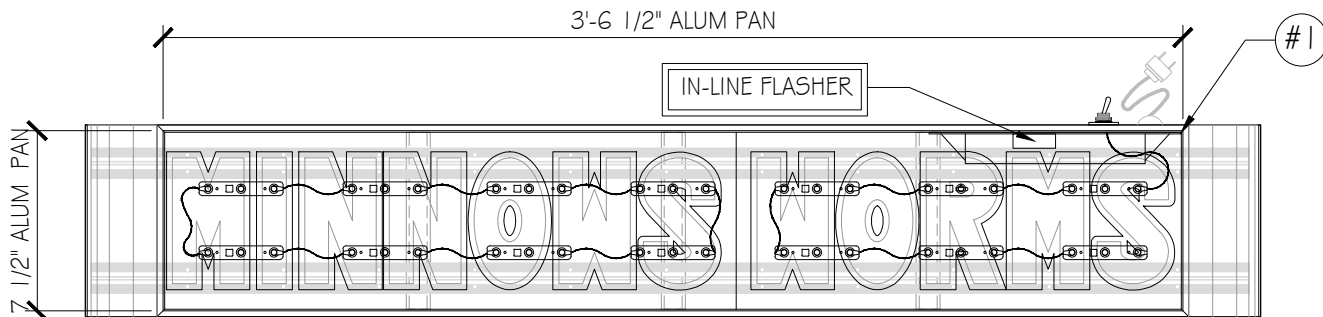 3'-6 1/2" ALUM PAN
#1
IN-LINE FLASHER
7 1/2" ALUM PAN
MINNOWS WORMS